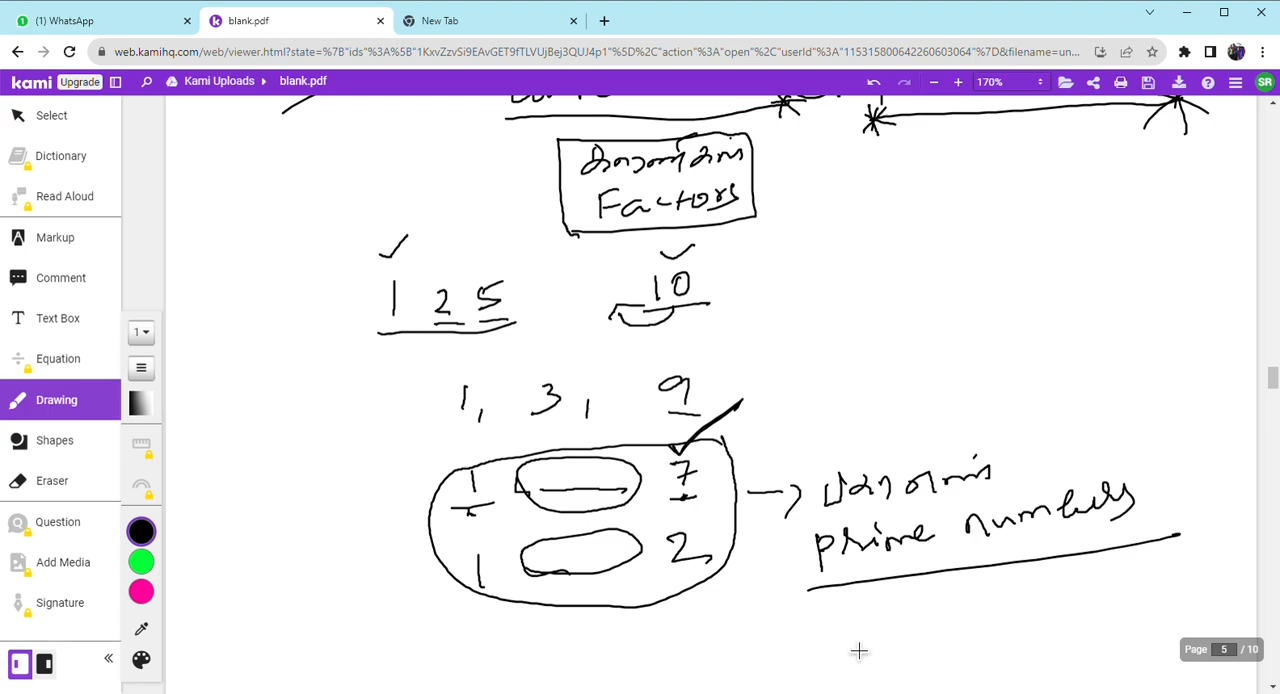 (1) WhatsApp
blank.pdf
New Tab
web.kamihq.com/web/viewer.html?state=%7B"ids"%3A%5B"1KxvZzvSi9EAvGET9fTLVUjBej3QUJ4p1"%5D%2C"action"%3A"open"%2C"userId"%3A"115315800642260603064"%7D&filename=un...
kami Upgrade
Kami Uploads
blank.pdf
170%
SR
Select
Dictionary
Read Aloud
Markup
Comment
Text Box
Equation
Drawing
Shapes
Eraser
Question
Add Media
Signature
1
Factors
1 2 5 10
1, 3, 9
1 7
prime numbers
1 2
Page 5 / 10